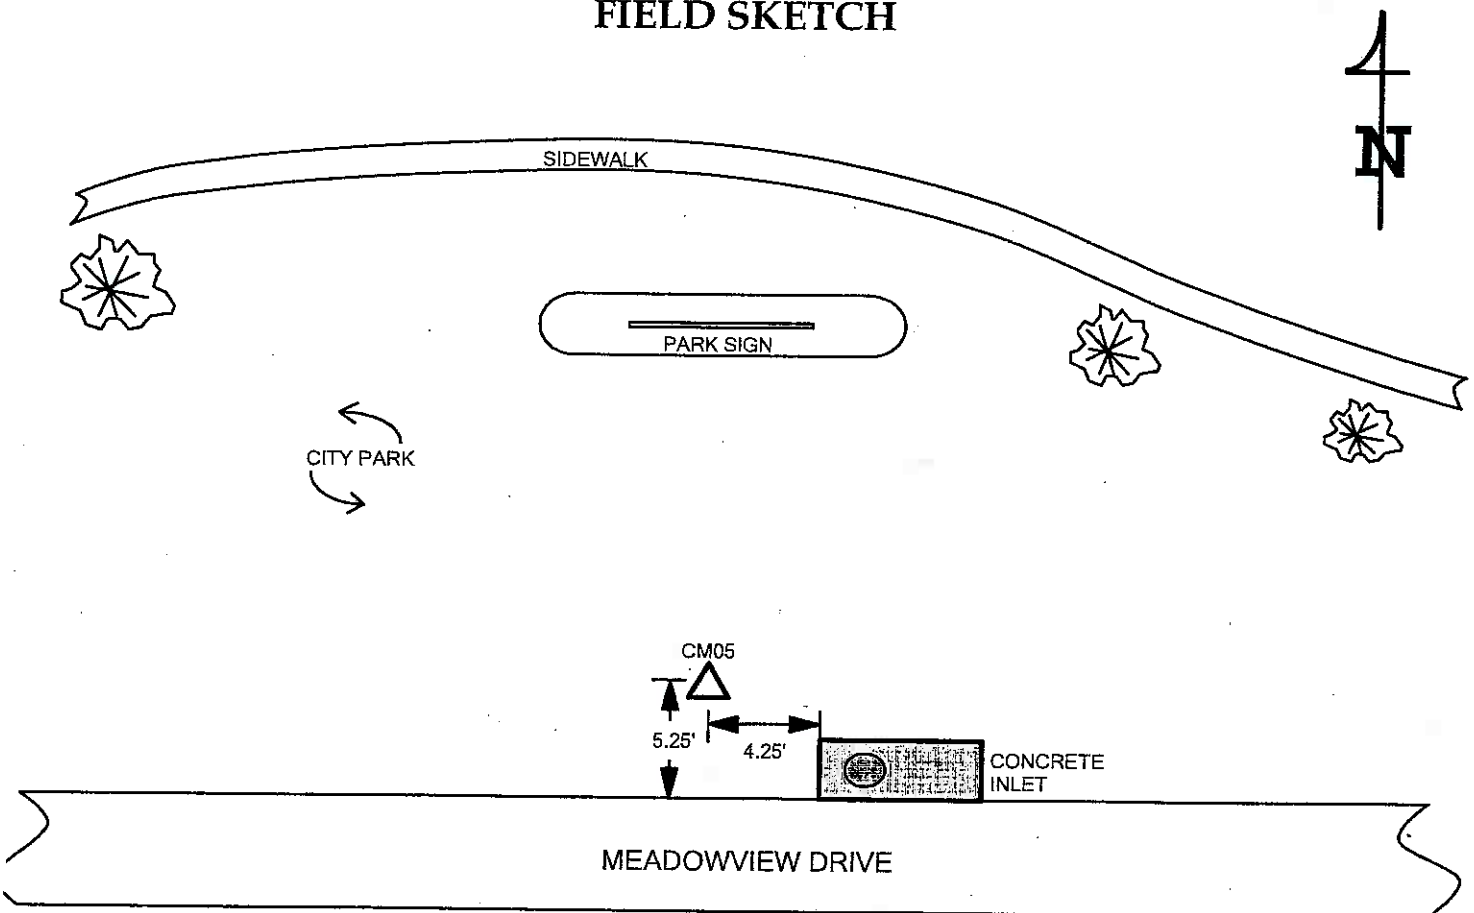 FIELD SKETCH
N
SIDEWALK
PARK SIGN
CITY PARK
CM05
5.25'
4.25'
CONCRETE
INLET
MEADOWVIEW DRIVE